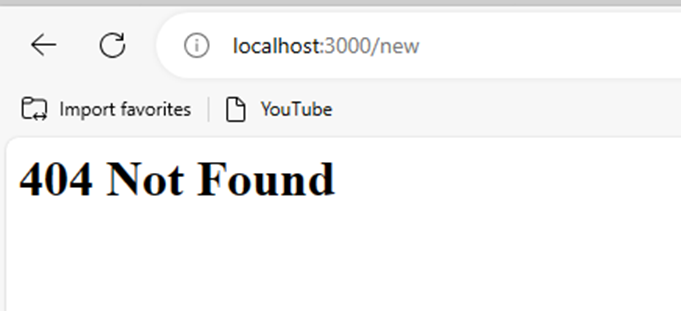 localhost:3000/new
Import favorites YouTube
404 Not Found